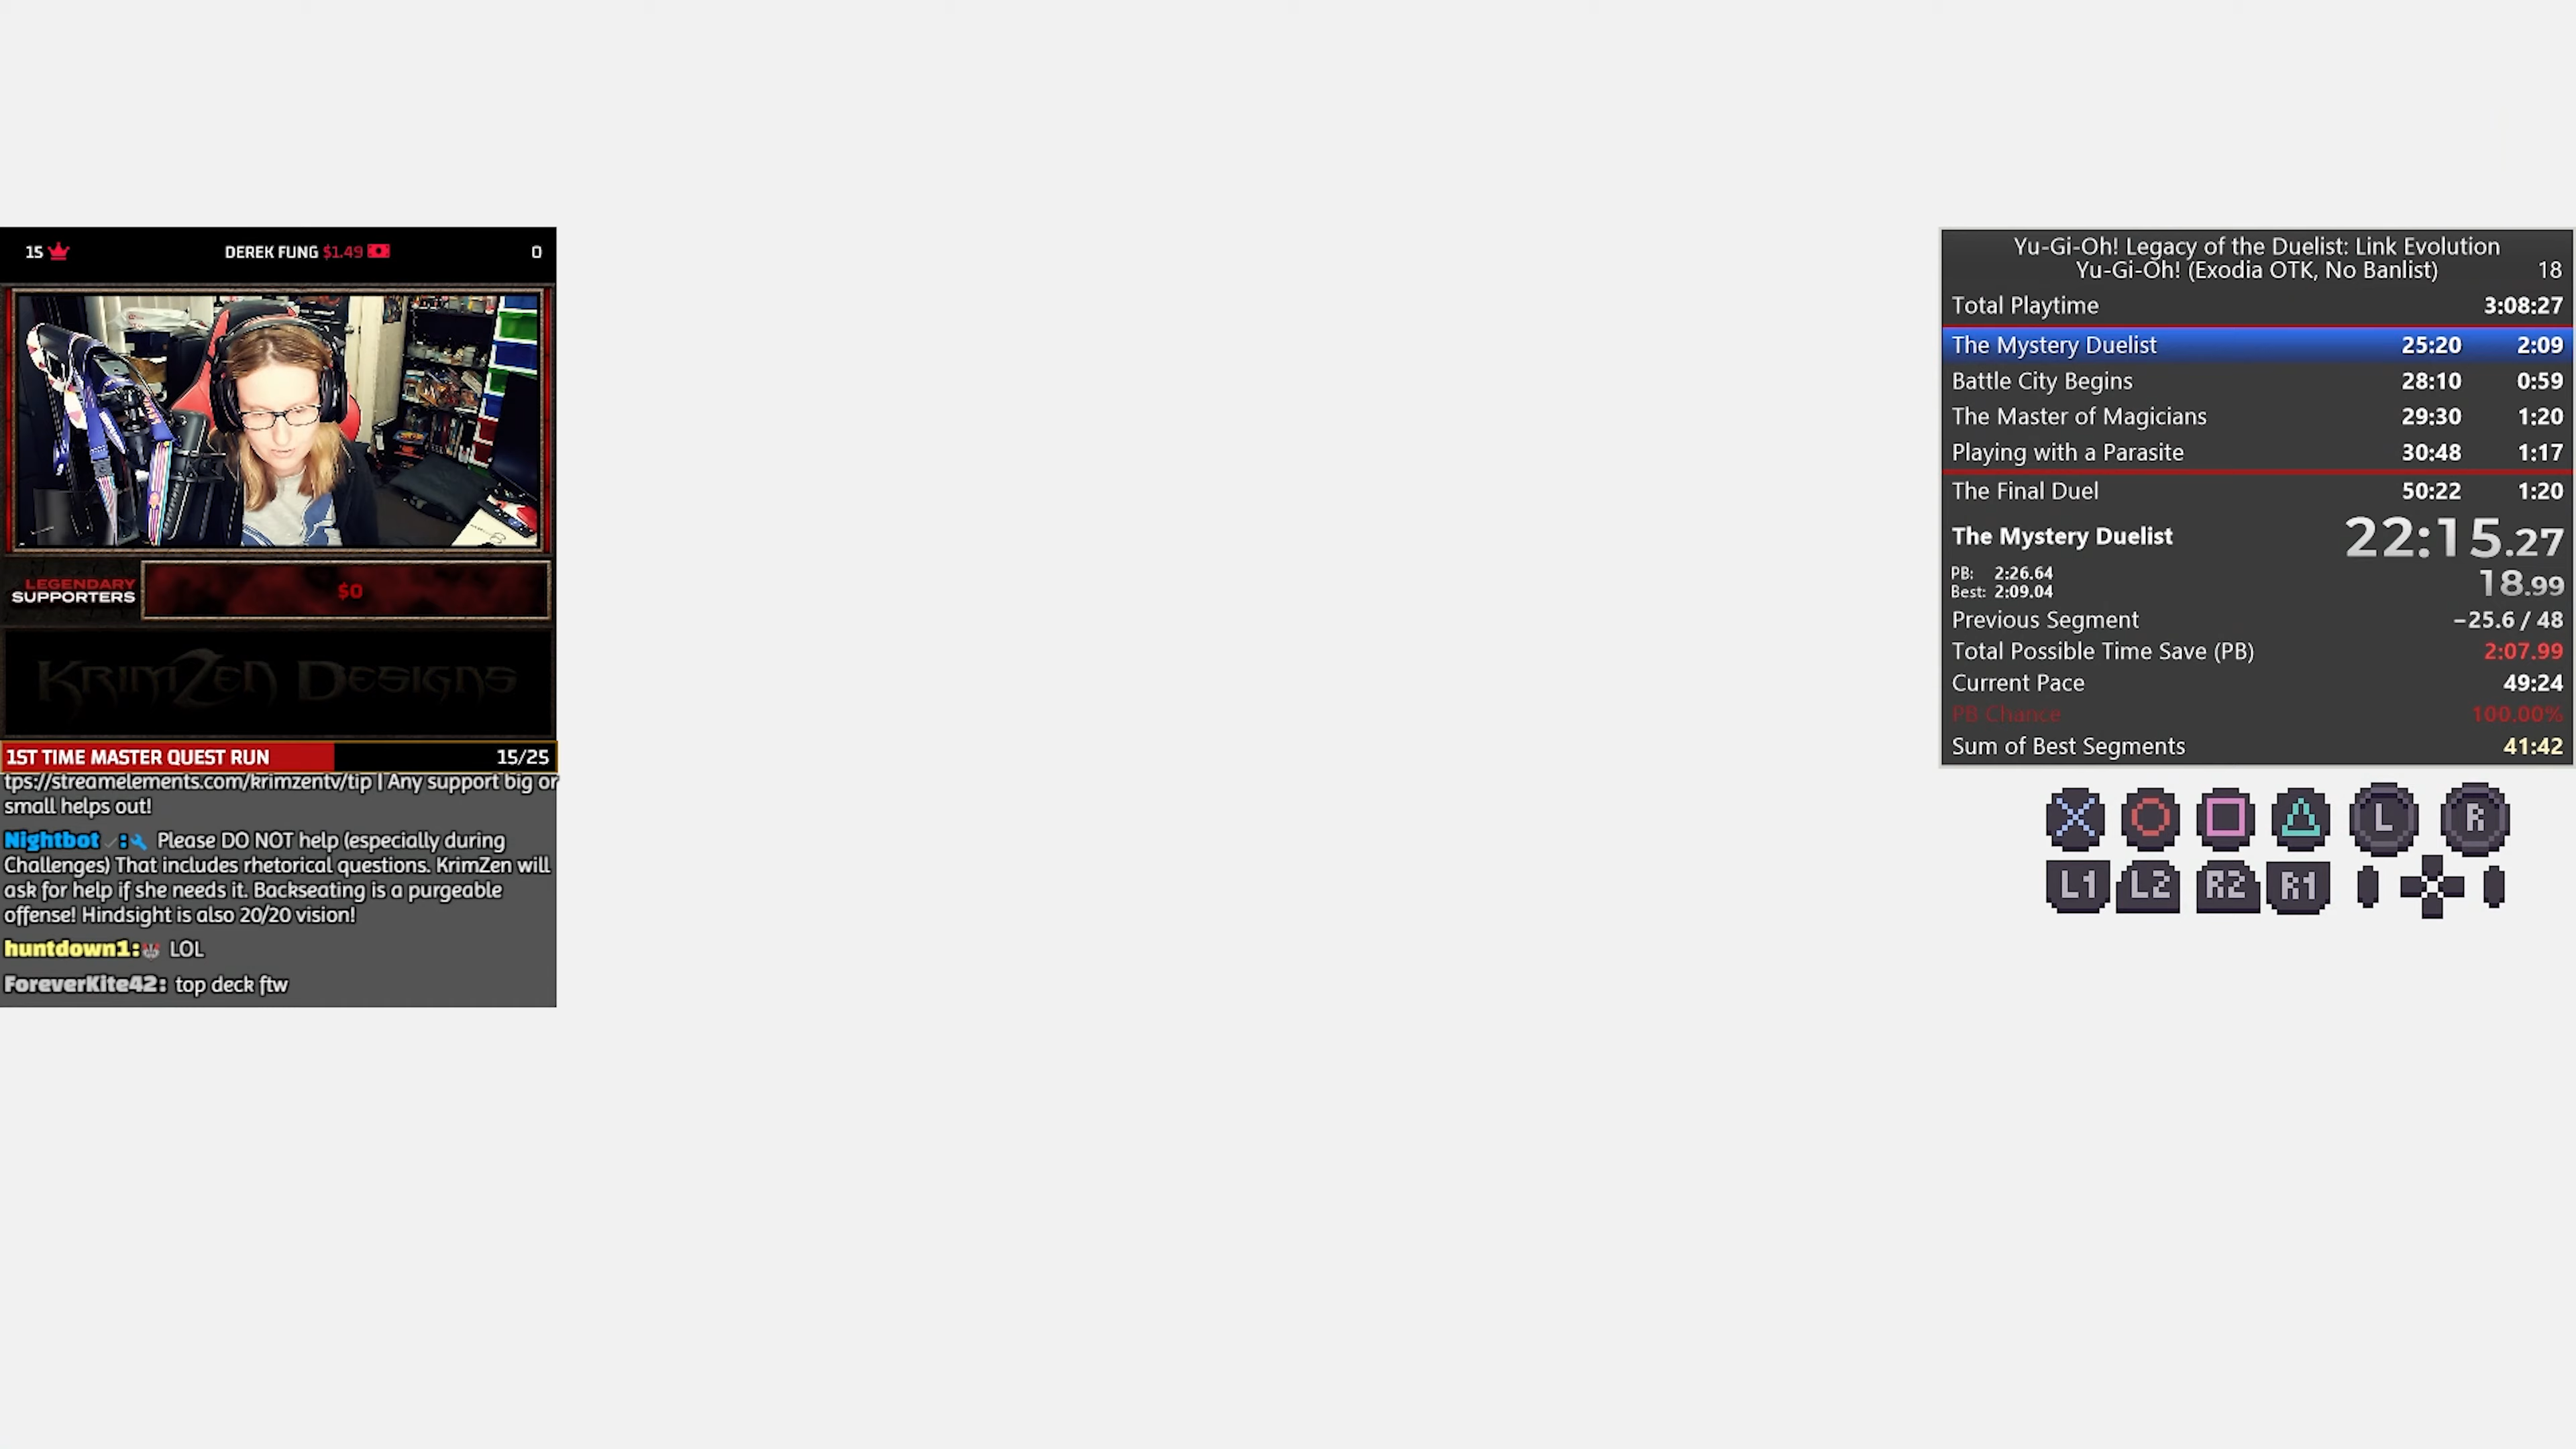 15
DEREK FUNG $1.49
0
LEGENDARY
SUPPORTERS
$0
KRIMZEN DESIGNS
1ST TIME MASTER QUEST RUN 15/25
tps://streamelements.com/krimzentv/tip | Any support big or
small helps out!
Nightbot: Please DO NOT help (especially during
Challenges) That includes rhetorical questions. KrimZen will
ask for help if she needs it. Backseating is a purgeable
offense! Hindsight is also 20/20 vision!
huntdown1: LOL
ForeverKite42: top deck ftw
Yu-Gi-Oh! Legacy of the Duelist: Link Evolution
Yu-Gi-Oh! (Exodia OTK, No Banlist) 18
Total Playtime 3:08:27
The Mystery Duelist 25:20 2:09
Battle City Begins 28:10 0:59
The Master of Magicians 29:30 1:20
Playing with a Parasite 30:48 1:17
The Final Duel 50:22 1:20
The Mystery Duelist 22:15.27
PB: 2:26.64
Best: 2:09.04
18.99
Previous Segment −25.6 / 48
Total Possible Time Save (PB) 2:07.99
Current Pace 49:24
PB Chance 100.00%
Sum of Best Segments 41:42
L R
L1 L2 R2 R1